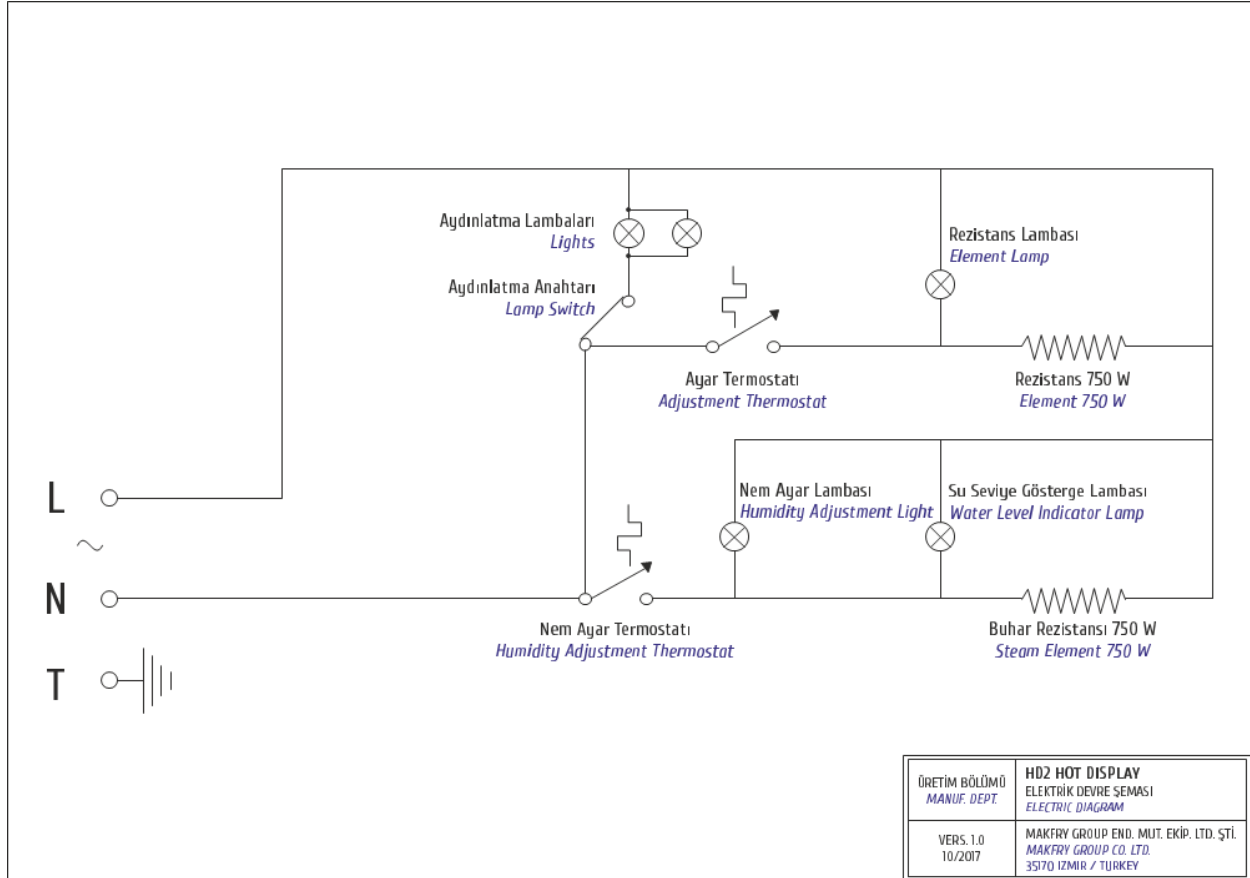 Aydınlatma Lambaları
Lights
Rezistans Lambası
Element Lamp
Aydınlatma Anahtarı
Lamp Switch
Ayar Termostatı
Adjustment Thermostat
Rezistans 750 W
Element 750 W
L
~
N
T
Nem Ayar Lambası
Humidity Adjustment Light
Su Seviye Gösterge Lambası
Water Level Indicator Lamp
Nem Ayar Termostatı
Humidity Adjustment Thermostat
Buhar Rezistansı 750 W
Steam Element 750 W
ÜRETİM BÖLÜMÜ
MANUF. DEPT.
HD2 HOT DISPLAY
ELEKTRİK DEVRE ŞEMASI
ELECTRIC DIAGRAM
VERS. 1.0
10/2017
MAKFRY GROUP END. MUT. EKİP. LTD. ŞTİ.
MAKFRY GROUP CO. LTD.
35170 IZMIR / TURKEY